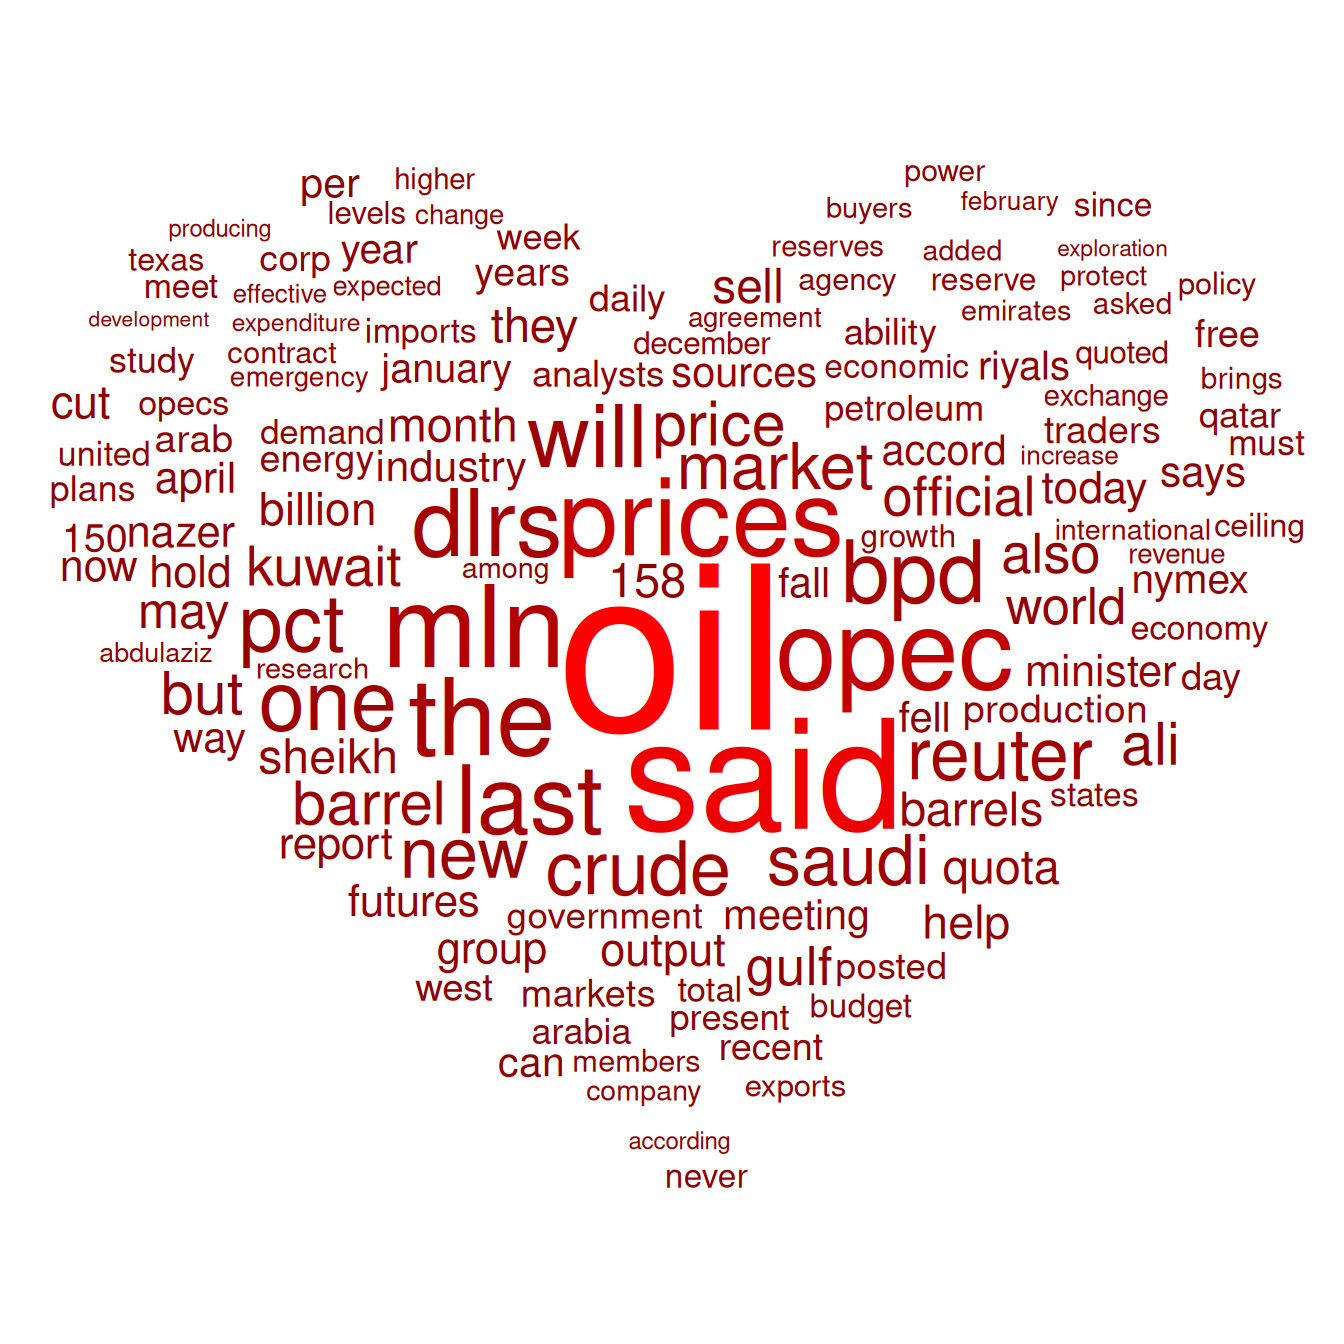 power
per higher
buyers february since
levels change
producing
week
year
reserves added exploration
texas corp
years agency reserve protect policy
meet effective expected
sell
daily
emirates asked
development expenditure imports they agreement ability free
december
study contract january analysts sources economic riyals quoted
emergency brings
cut opecs exchange qatar
demand month will price petroleum traders must
united arab energy industry market accord increase
plans april official today says
billion dlrs prices
150 nazer growth international ceiling
now hold kuwait among 158 fall bpd also revenue nymex
may pct mln oil opec world economy
abdulaziz research minister day
but one the fell production
way sheikh said reuter ali
barrel last barrels states
report new crude saudi quota
futures government meeting help
group output gulf posted
west markets total budget
arabia present
can members recent
company exports
according
never